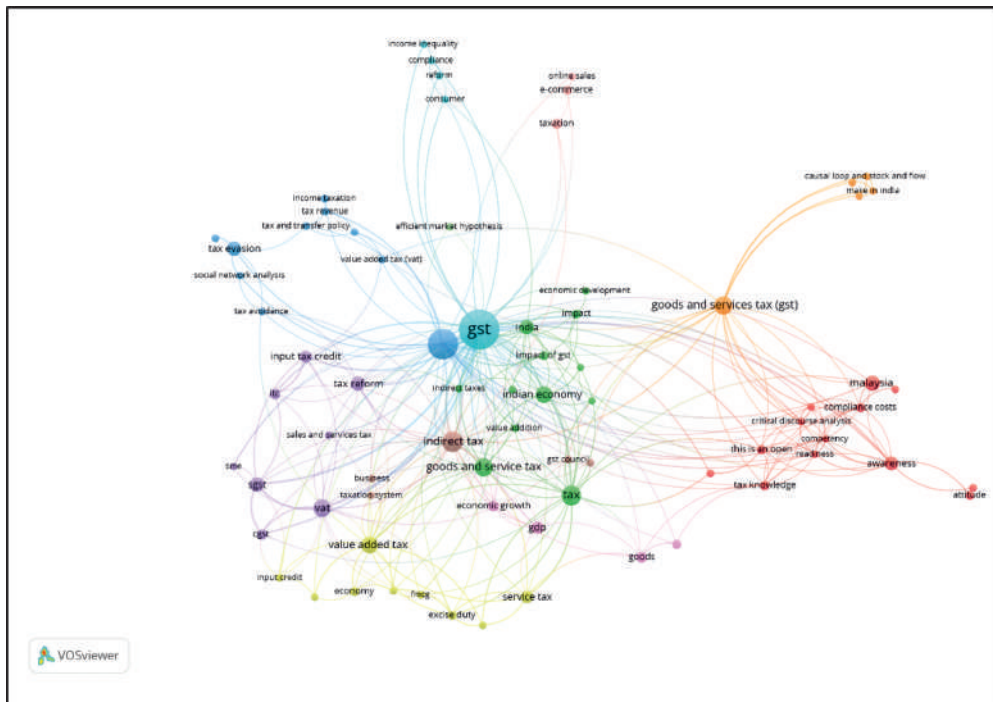 income inequality
compliance
reform
consumer
online sales
e-commerce
taxation
causal loop and stock and flow
make in india
income taxation
tax revenue
tax and transfer policy
efficient market hypothesis
tax evasion
value added tax (vat)
social network analysis
tax avoidance
economic development
goods and services tax (gst)
impact
gst
india
input tax credit
impact of gst
tax reform
malaysia
itc
indirect taxes
indian economy
compliance costs
critical discourse analysis
value addition
sales and services tax
indirect tax
competency
this is an open
readiness
gst council
sme
goods and service tax
awareness
business
sgst
tax knowledge
taxation system
tax
attitude
vat
economic growth
gdp
cgst
value added tax
goods
input credit
economy
fmcg
service tax
excise duty
VOSviewer